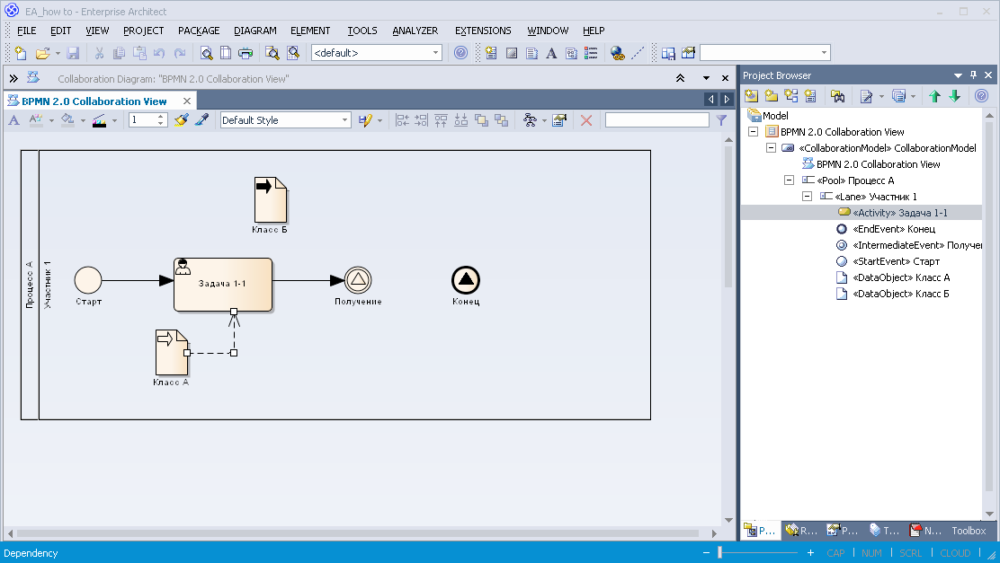 EA_how to - Enterprise Architect
FILE EDIT VIEW PROJECT PACKAGE DIAGRAM ELEMENT TOOLS ANALYZER EXTENSIONS WINDOW HELP
<default>
Collaboration Diagram: "BPMN 2.0 Collaboration View"
BPMN 2.0 Collaboration View
1
Default Style
Процесс А
Участник 1
Класс Б
Старт
Задача 1-1
Получение
Конец
Класс А
Project Browser
Model
BPMN 2.0 Collaboration View
«CollaborationModel» CollaborationModel
BPMN 2.0 Collaboration View
«Pool» Процесс А
«Lane» Участник 1
«Activity» Задача 1-1
«EndEvent» Конец
«IntermediateEvent» Получен
«StartEvent» Старт
«DataObject» Класс А
«DataObject» Класс Б
P... R... P... T... N... Toolbox
Dependency
CAP NUM SCRL CLOUD